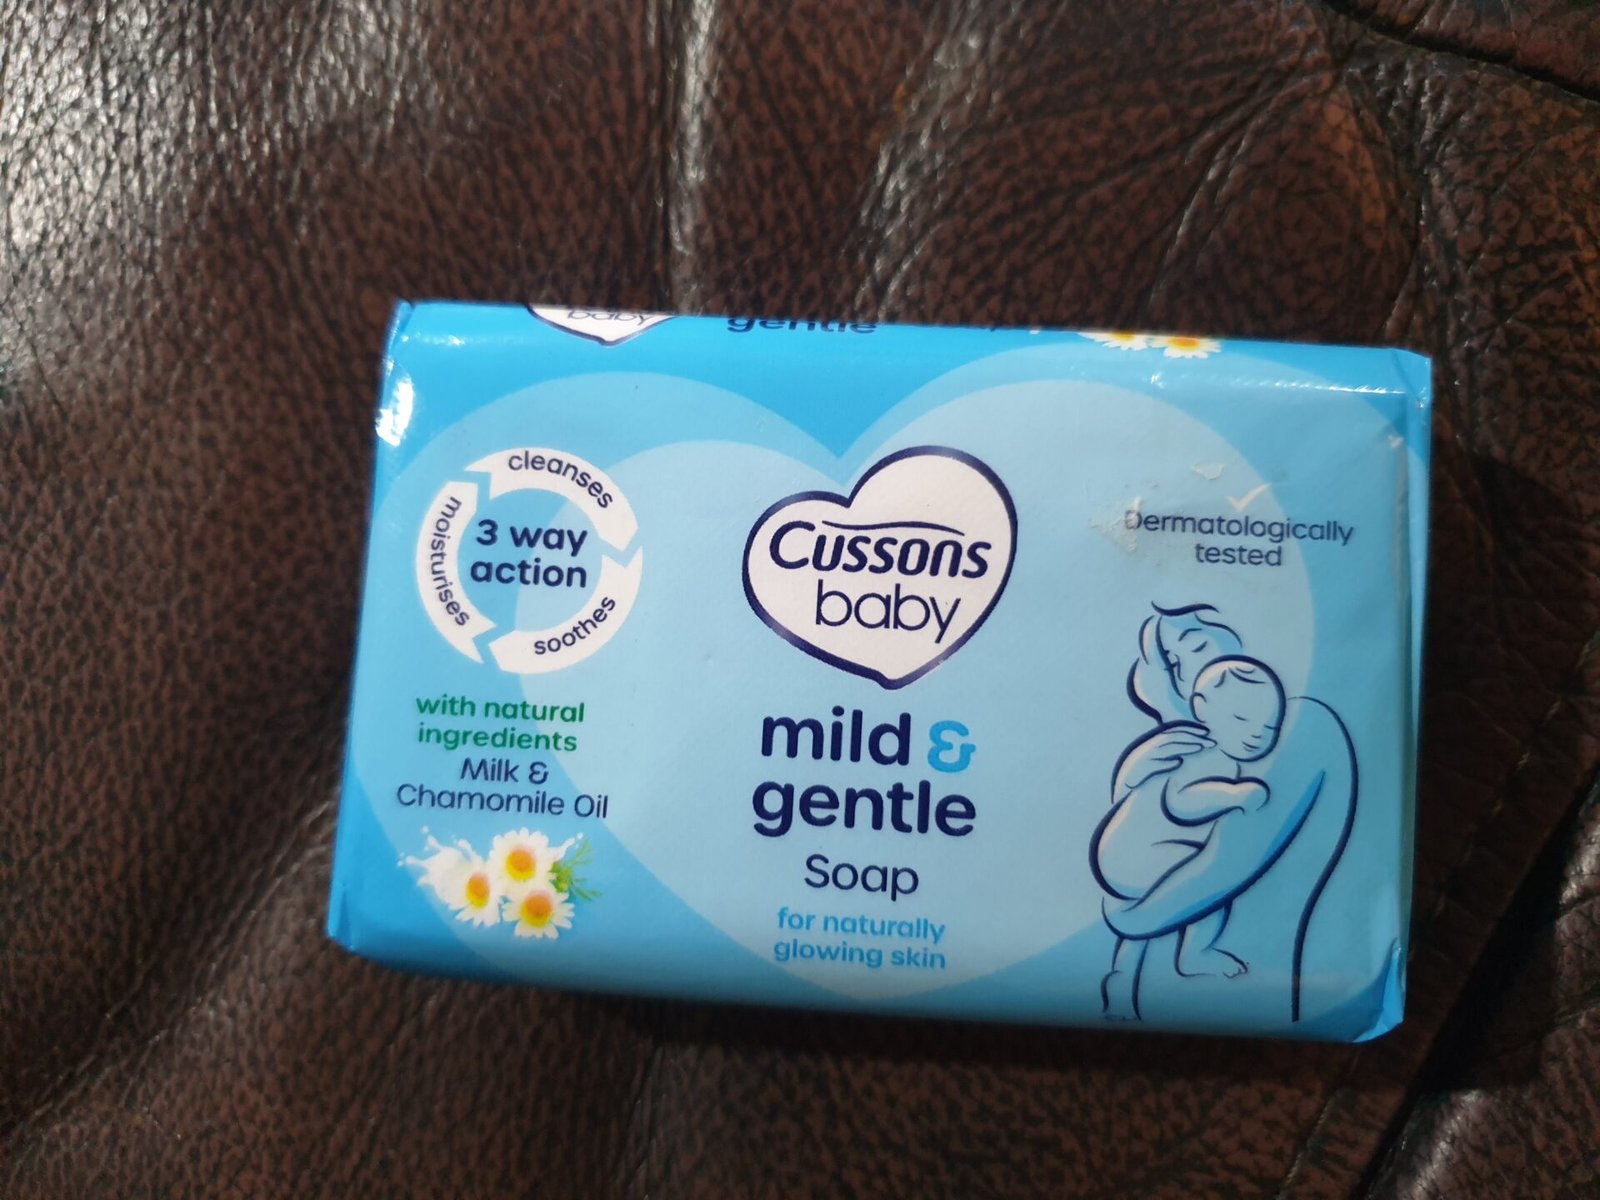 baby
gentle
cleanses
moisturises
3 way
action
soothes
with natural
ingredients
Milk &
Chamomile Oil
Cussons
baby
mild &
gentle
Soap
for naturally
glowing skin
Dermatologically
tested